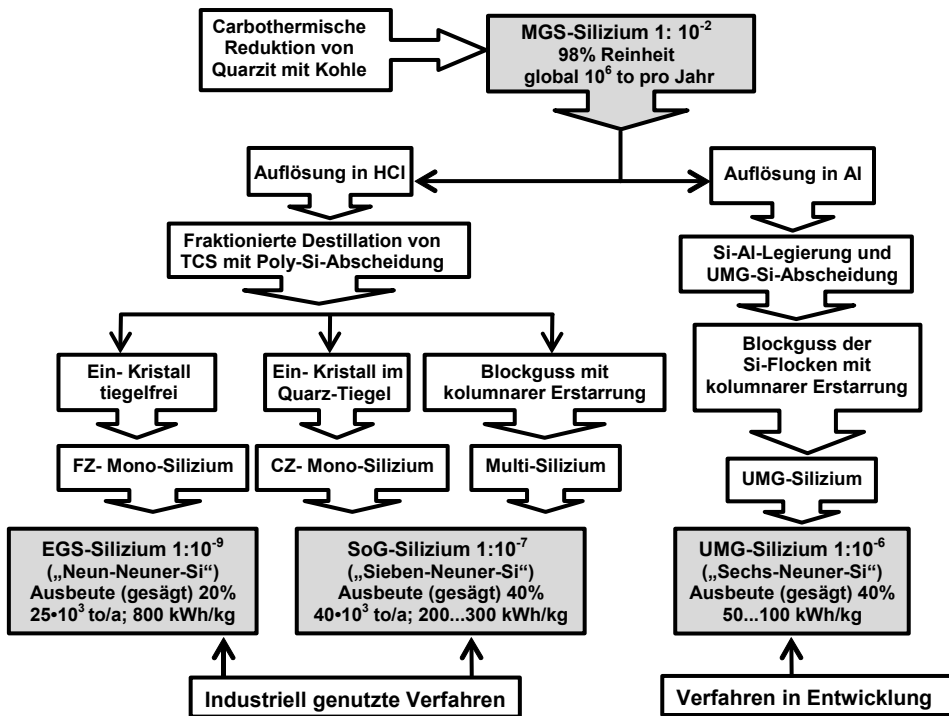 Carbothermische
Reduktion von
Quarzit mit Kohle
MGS-Silizium 1: 10⁻²
98% Reinheit
global 10⁶ to pro Jahr
Auflösung in HCl
Auflösung in Al
Fraktionierte Destillation von
TCS mit Poly-Si-Abscheidung
Si-Al-Legierung und
UMG-Si-Abscheidung
Ein- Kristall
tiegelfrei
Ein- Kristall im
Quarz-Tiegel
Blockguss mit
kolumnarer Erstarrung
Blockguss der
Si-Flocken mit
kolumnarer Erstarrung
FZ- Mono-Silizium
CZ- Mono-Silizium
Multi-Silizium
UMG-Silizium
EGS-Silizium 1:10⁻⁹
(„Neun-Neuner-Si“)
Ausbeute (gesägt) 20%
25•10³ to/a; 800 kWh/kg
SoG-Silizium 1:10⁻⁷
(„Sieben-Neuner-Si“)
Ausbeute (gesägt) 40%
40•10³ to/a; 200...300 kWh/kg
UMG-Silizium 1:10⁻⁶
(„Sechs-Neuner-Si“)
Ausbeute (gesägt) 40%
50...100 kWh/kg
Industriell genutzte Verfahren
Verfahren in Entwicklung